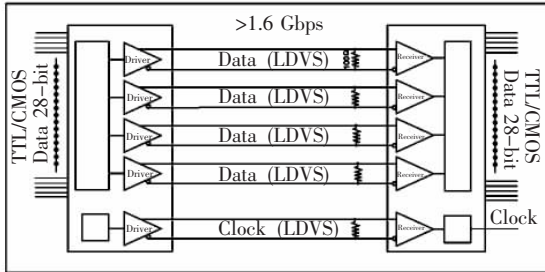 >1.6 Gbps
TTL/CMOS
Data 28-bit
Driver
Data (LDVS)
100Ω
Receiver
Driver
Data (LDVS)
Receiver
Driver
Data (LDVS)
Receiver
Driver
Data (LDVS)
Receiver
TTL/CMOS
Data 28-bit
Driver
Clock (LDVS)
Receiver
Clock